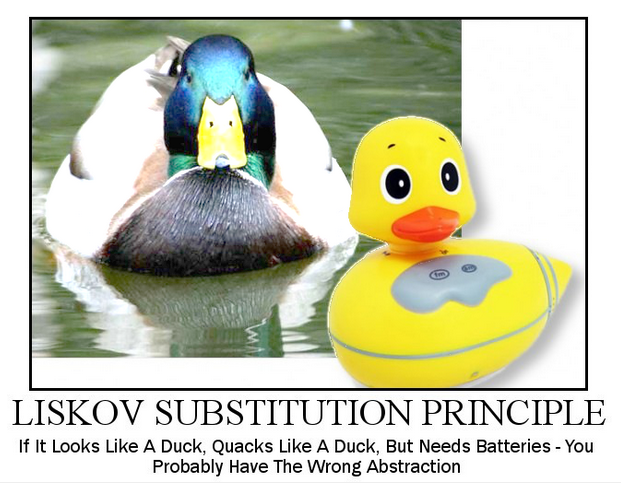 fm
LISKOV SUBSTITUTION PRINCIPLE
If It Looks Like A Duck, Quacks Like A Duck, But Needs Batteries - You
Probably Have The Wrong Abstraction